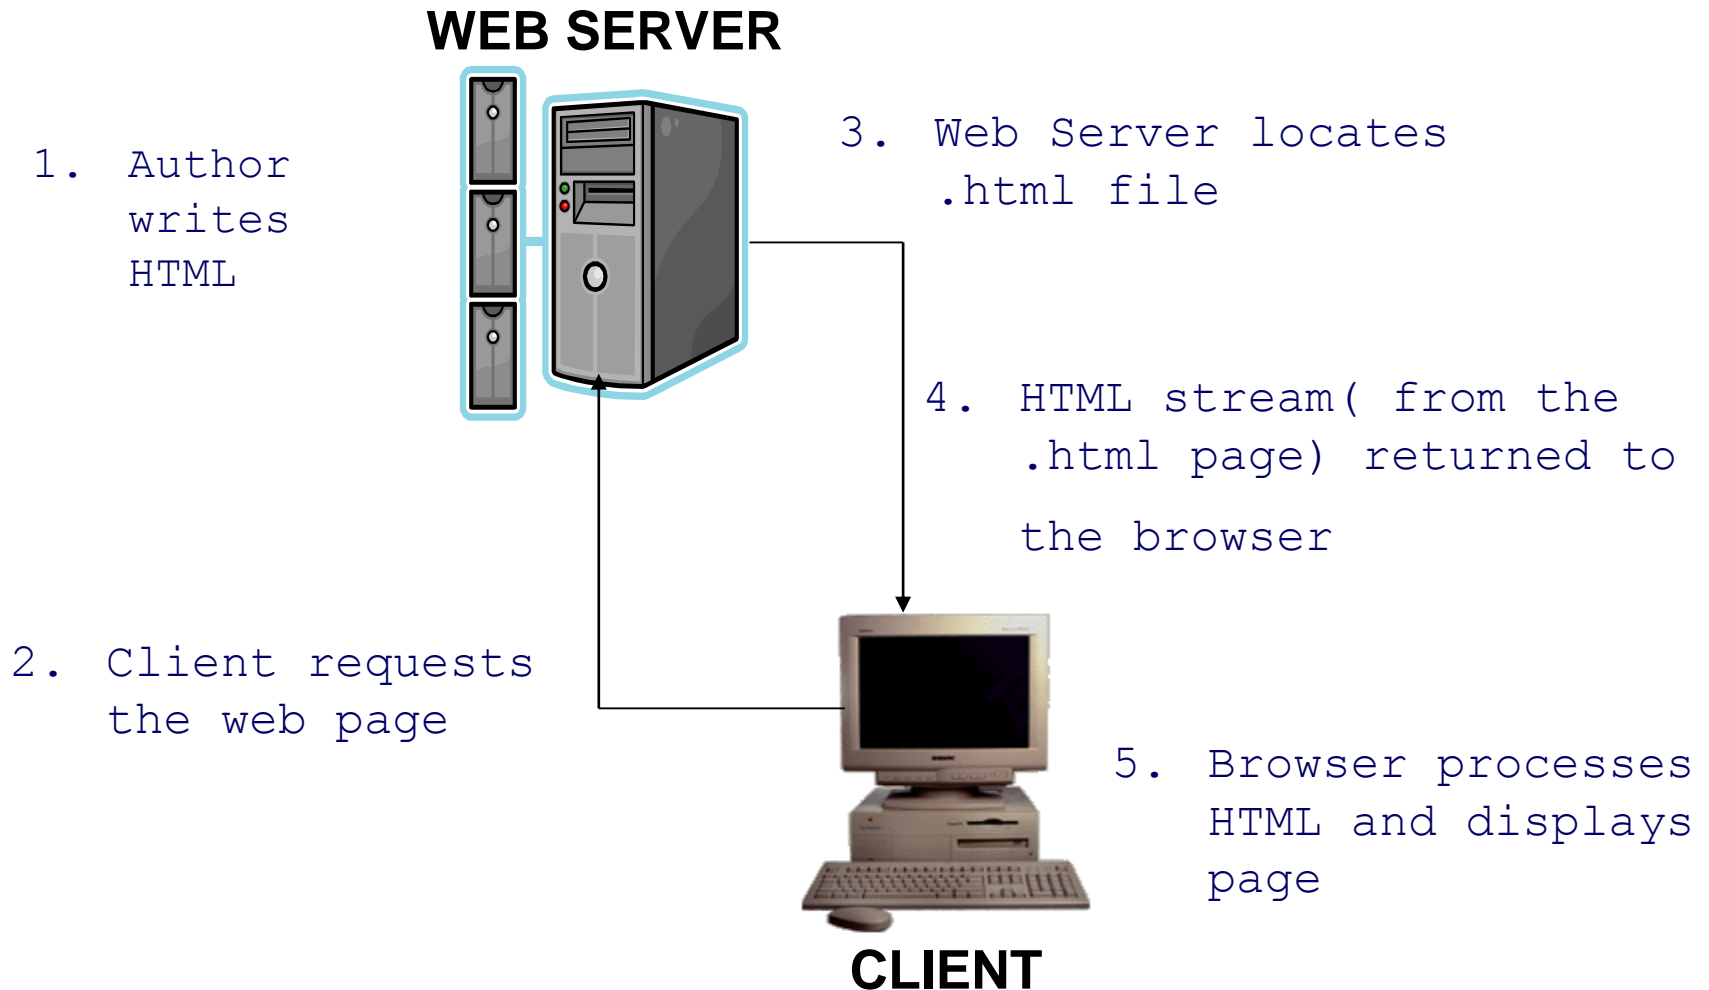 WEB SERVER
1. Author
writes
HTML
2. Client requests
the web page
3. Web Server locates
.html file
4. HTML stream( from the
.html page) returned to
the browser
5. Browser processes
HTML and displays
page
CLIENT